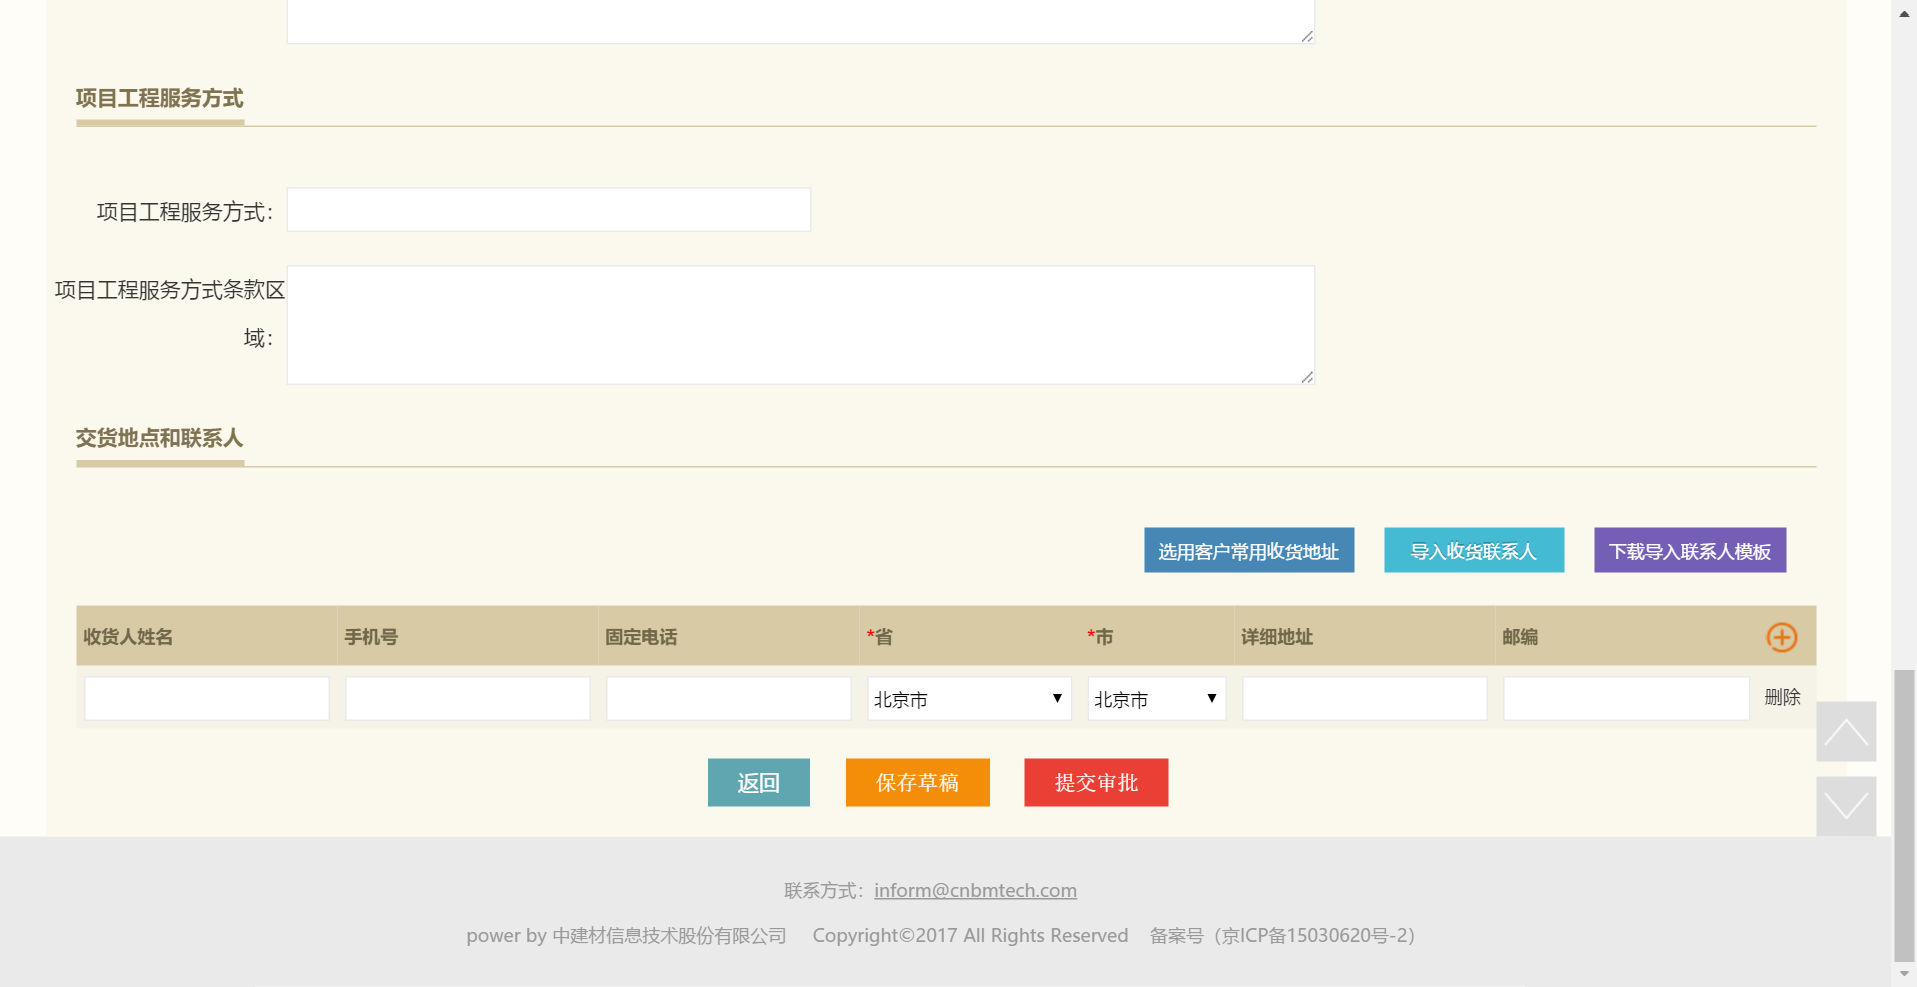 项目工程服务方式
项目工程服务方式：
项目工程服务方式条款区
域：
交货地点和联系人
选用客户常用收货地址 导入收货联系人 下载导入联系人模板
收货人姓名 手机号 固定电话 *省 *市 详细地址 邮编
北京市 北京市 删除
返回 保存草稿 提交审批
联系方式：inform@cnbmtech.com
power by 中建材信息技术股份有限公司 Copyright©2017 All Rights Reserved 备案号（京ICP备15030620号-2）